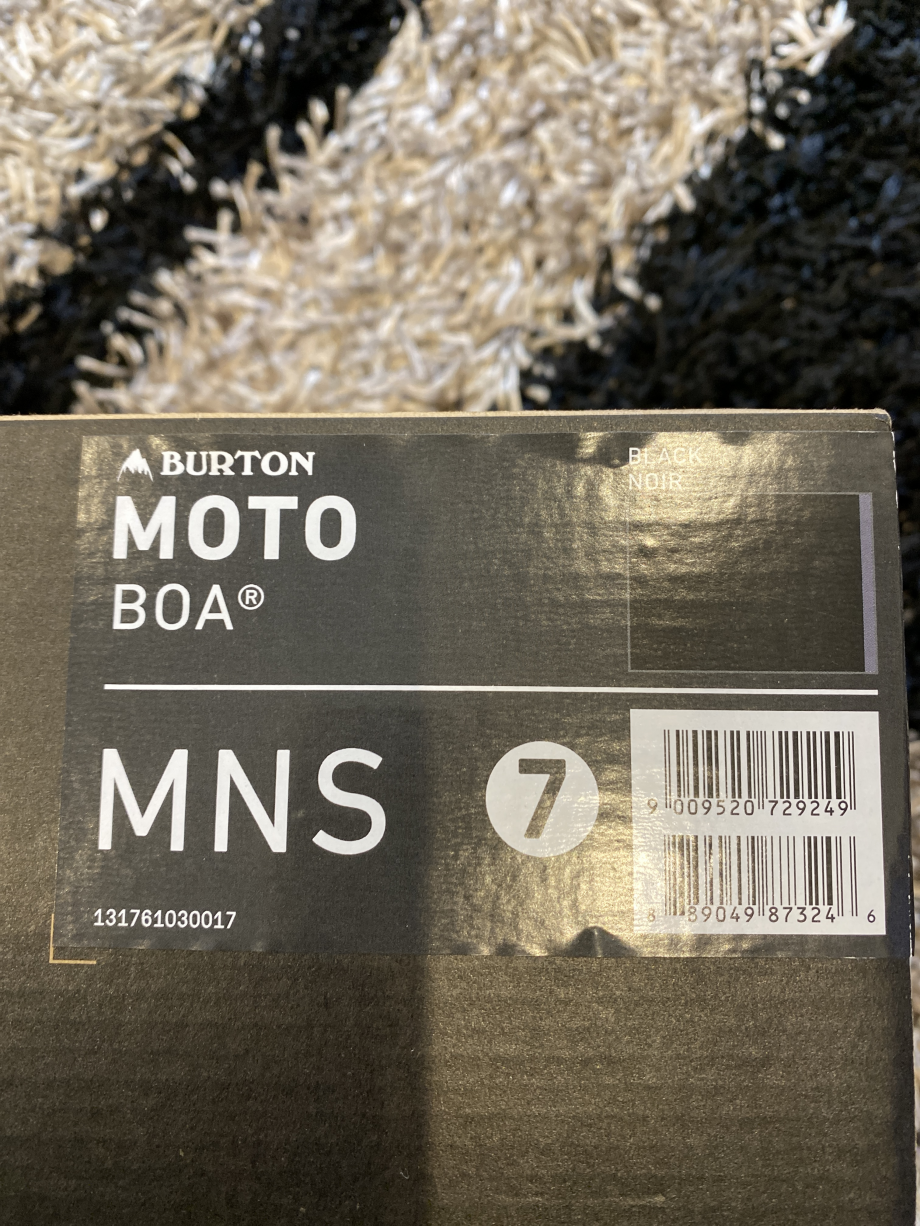 BURTON
MOTO
BOA®
BLACK
NOIR
MNS
7
9 009520 729249
8 89049 87324 6
131761030017